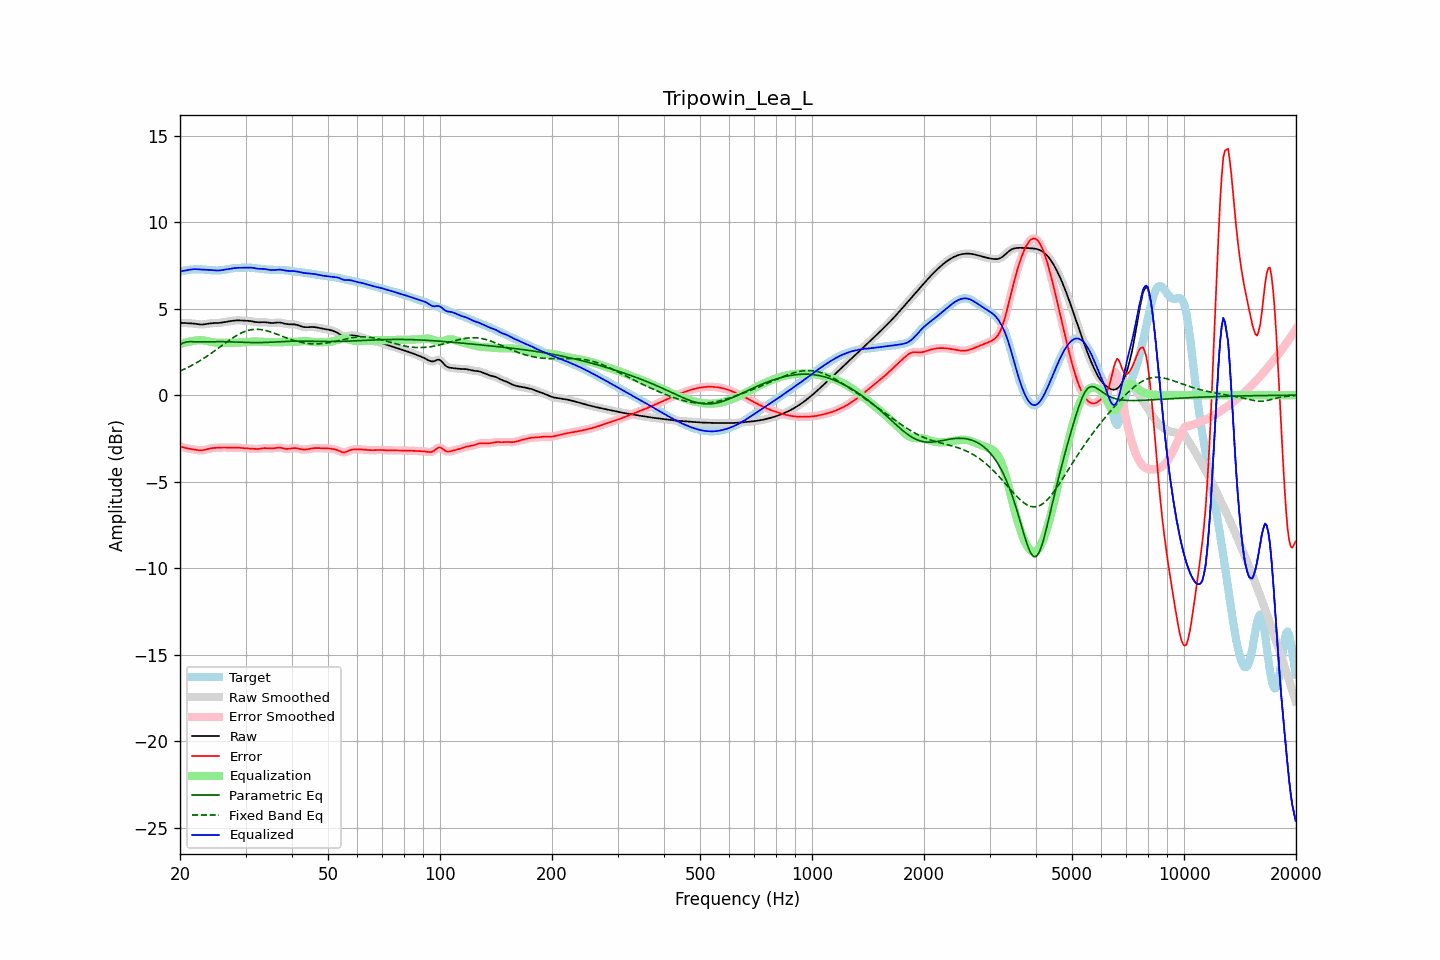 Tripowin_Lea_L
Amplitude (dBr)
15
10
5
0
−5
−10
−15
−20
−25
Target
Raw Smoothed
Error Smoothed
Raw
Error
Equalization
Parametric Eq
Fixed Band Eq
Equalized
20 50 100 200 500 1000 2000 5000 10000 20000
Frequency (Hz)